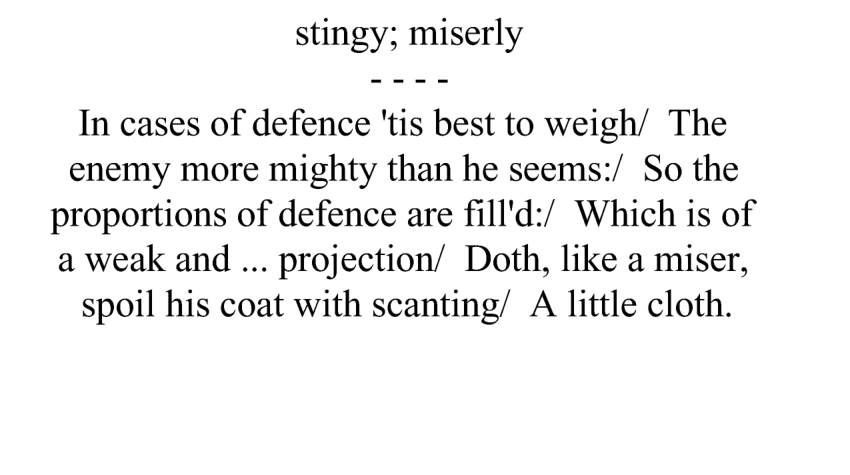 stingy; miserly
- - - -
In cases of defence 'tis best to weigh/  The
enemy more mighty than he seems:/  So the
proportions of defence are fill'd:/  Which is of
a weak and ... projection/  Doth, like a miser,
spoil his coat with scanting/  A little cloth.